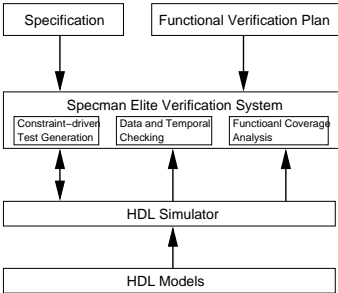 Specification
Functional Verification Plan
Specman Elite Verification System
Constraint-driven
Test Generation
Data and Temporal
Checking
Functioanl Coverage
Analysis
HDL Simulator
HDL Models